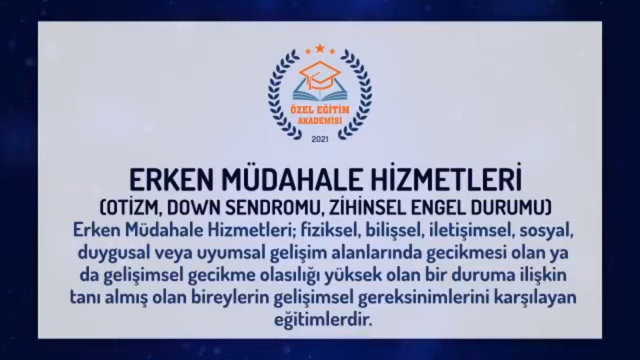 ÖZEL EĞİTİM
AKADEMİSİ
2021
ERKEN MÜDAHALE HİZMETLERİ
(OTİZM, DOWN SENDROMU, ZİHİNSEL ENGEL DURUMU)
Erken Müdahale Hizmetleri; fiziksel, bilişsel, iletişimsel, sosyal,
duygusal veya uyumsal gelişim alanlarında gecikmesi olan ya
da gelişimsel gecikme olasılığı yüksek olan bir duruma ilişkin
tanı almış olan bireylerin gelişimsel gereksinimlerini karşılayan
eğitimlerdir.